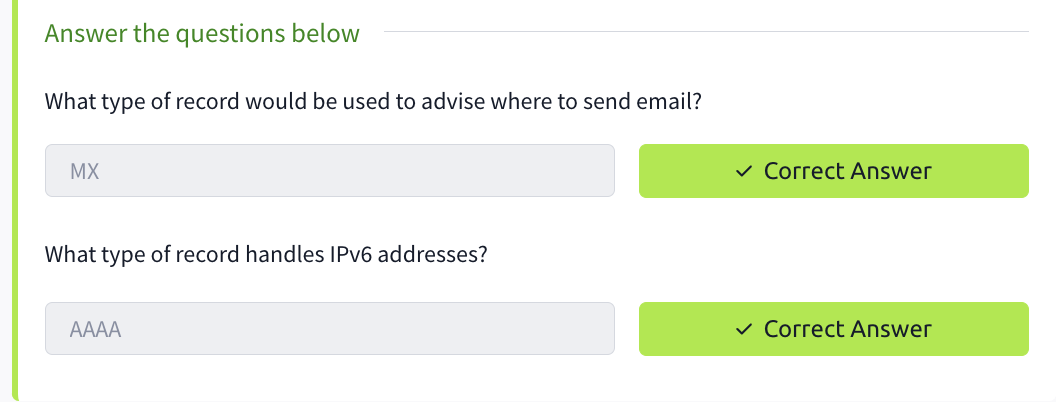 Answer the questions below
What type of record would be used to advise where to send email?
MX
Correct Answer
What type of record handles IPv6 addresses?
AAAA
Correct Answer